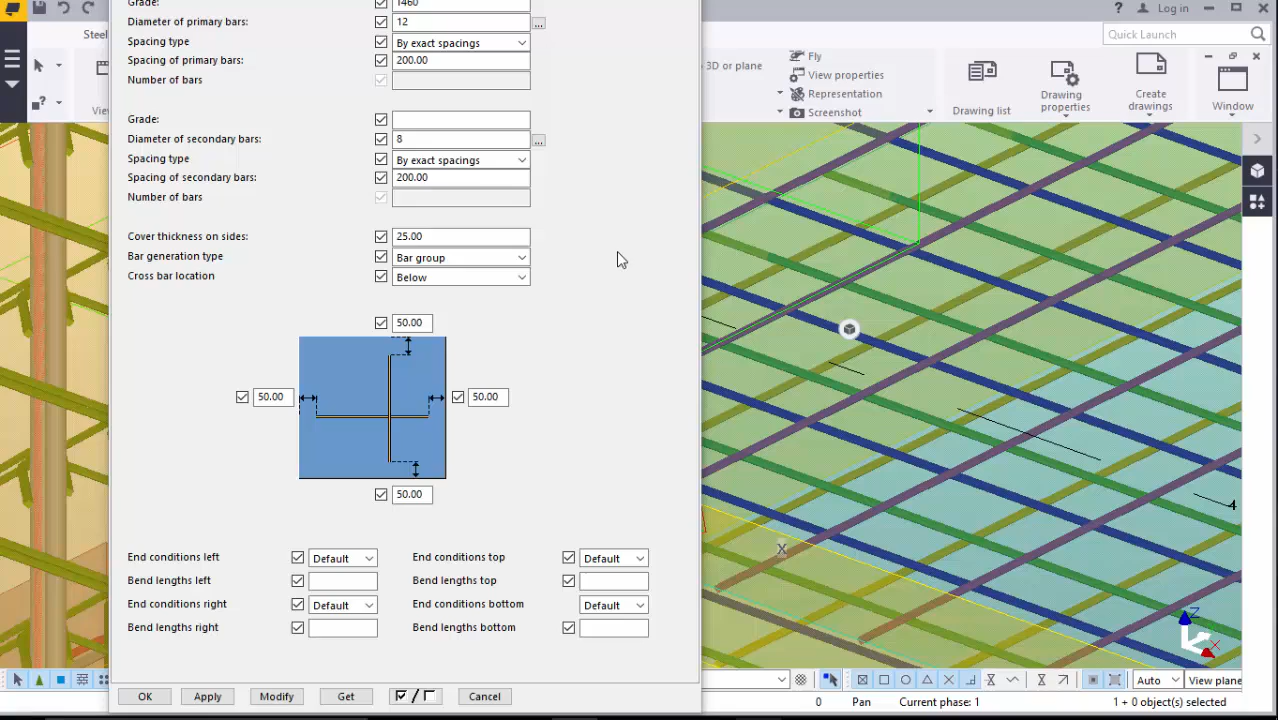 Grade: 1460
Diameter of primary bars: 12 ...
Spacing type By exact spacings
Spacing of primary bars: 200.00
Number of bars
Grade:
Diameter of secondary bars: 8 ...
Spacing type By exact spacings
Spacing of secondary bars: 200.00
Number of bars
Cover thickness on sides: 25.00
Bar generation type Bar group
Cross bar location Below
50.00
50.00 50.00
50.00
End conditions left Default End conditions top Default
Bend lengths left Bend lengths top
End conditions right Default End conditions bottom Default
Bend lengths right Bend lengths bottom
OK Apply Modify Get / Cancel
? Log in
Steel
Quick Launch
3D or plane
Fly
View properties
Representation
Screenshot
Drawing list
Drawing properties
Create drawings
Window
X
4
Z
X
Auto View plane
0 Pan Current phase: 1 1 + 0 object(s) selected